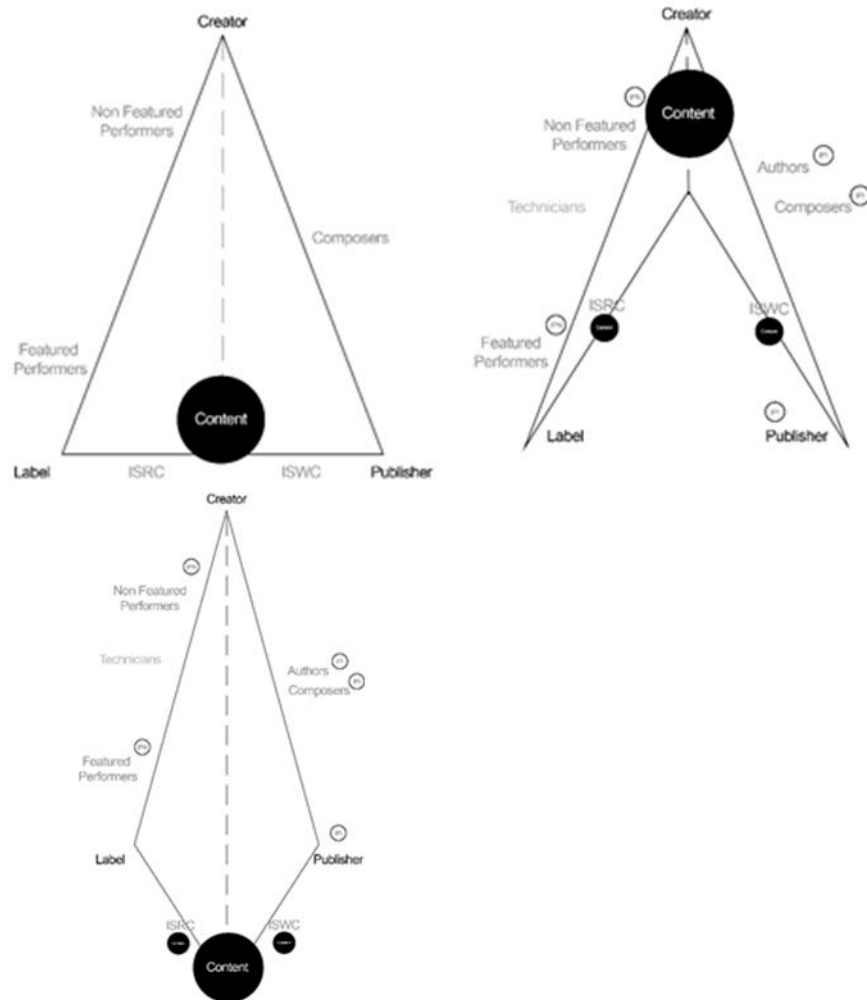 Creator
Non Featured
Performers
Composers
Featured
Performers
Content
Label
ISRC
ISWC
Publisher
Creator
Content
Non Featured
Performers
Authors
Technicians
Composers
ISRC
ISWC
Featured
Performers
Label
Publisher
Creator
Non Featured
Performers
Technicians
Authors
Composers
Featured
Performers
Label
Publisher
ISRC
ISWC
Content